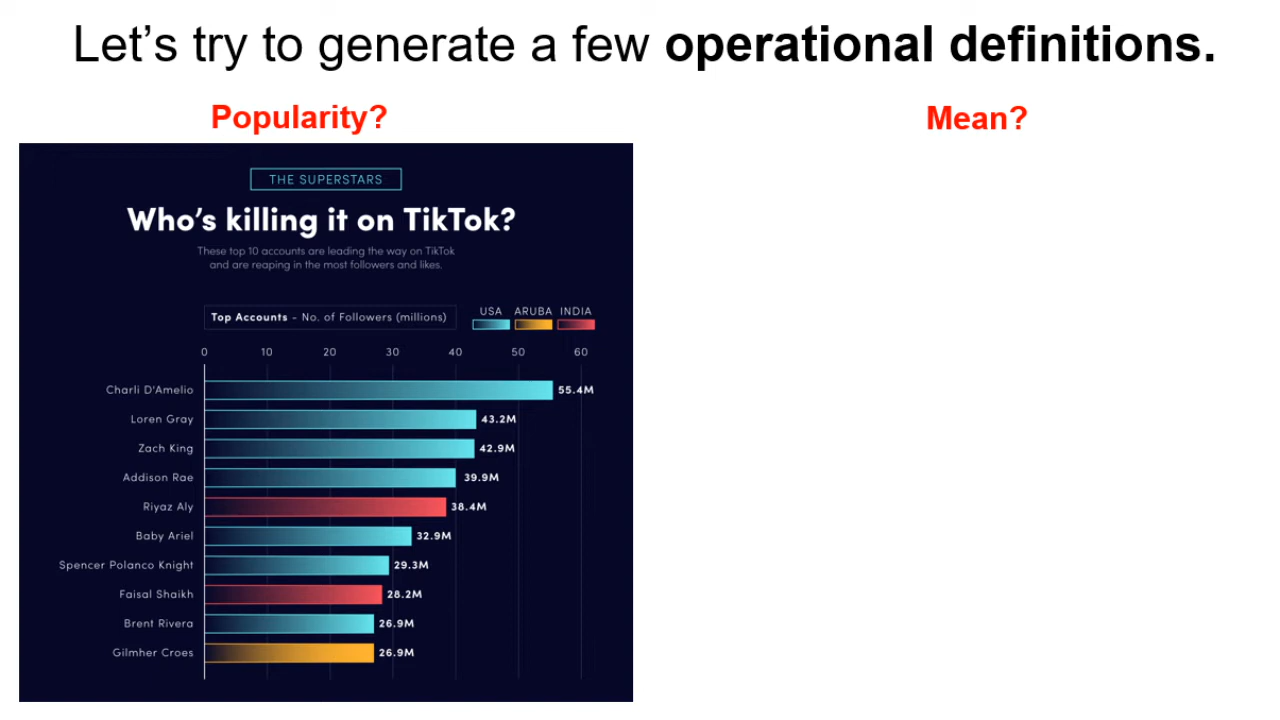 Let's try to generate a few operational definitions.
Popularity?
Mean?
THE SUPERSTARS
Who's killing it on TikTok?
These top 10 accounts are leading the way on TikTok
and are reaping in the most followers and likes.
Top Accounts - No. of Followers (millions)
USA ARUBA INDIA
0 10 20 30 40 50 60
Charli D'Amelio 55.4M
Loren Gray 43.2M
Zach King 42.9M
Addison Rae 39.9M
Riyaz Aly 38.4M
Baby Ariel 32.9M
Spencer Polanco Knight 29.3M
Faisal Shaikh 28.2M
Brent Rivera 26.9M
Gilmher Croes 26.9M